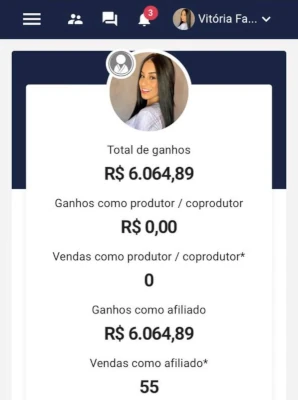 3
Vitória Fa...
Total de ganhos
R$ 6.064,89
Ganhos como produtor / coprodutor
R$ 0,00
Vendas como produtor / coprodutor*
0
Ganhos como afiliado
R$ 6.064,89
Vendas como afiliado*
55